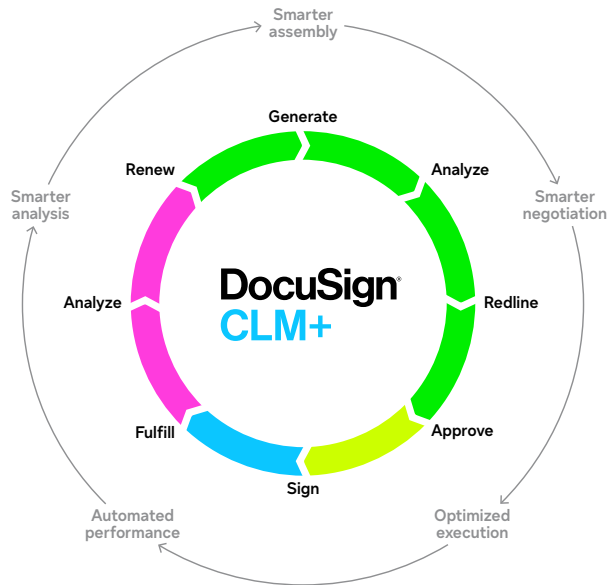 Smarter
assembly
Generate
Renew
Analyze
Smarter
analysis
Smarter
negotiation
DocuSign®
CLM+
Analyze
Redline
Fulfill
Approve
Sign
Automated
performance
Optimized
execution